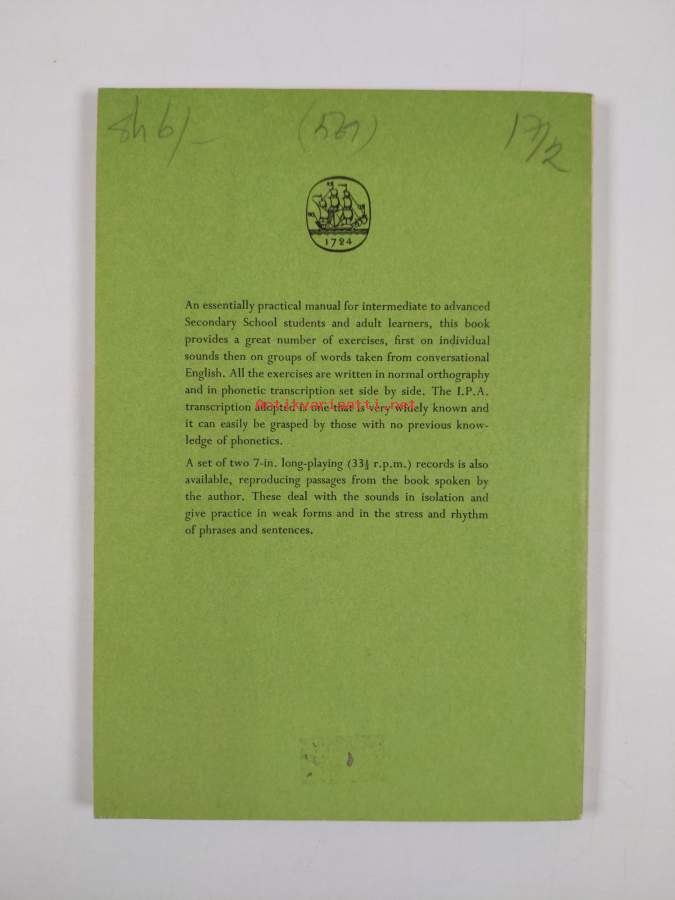 17/2
1724
An essentially practical manual for intermediate to advanced
Secondary School students and adult learners, this book
provides a great number of exercises, first on individual
sounds then on groups of words taken from conversational
English. All the exercises are written in normal orthography
and in phonetic transcription set side by side. The I.P.A.
transcription adopted is one that is very widely known and
it can easily be grasped by those with no previous know-
ledge of phonetics.
A set of two 7-in. long-playing (33⅓ r.p.m.) records is also
available, reproducing passages from the book spoken by
the author. These deal with the sounds in isolation and
give practice in weak forms and in the stress and rhythm
of phrases and sentences.
Antikvariaatti.net